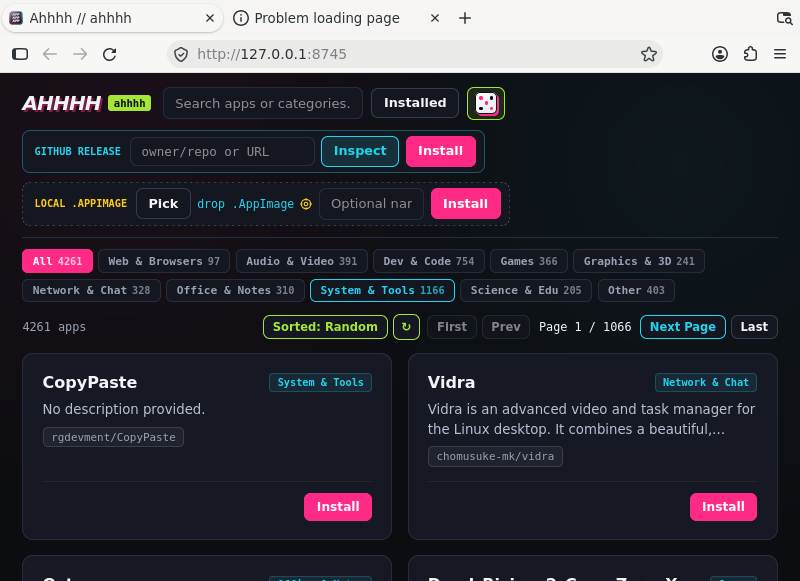 Ahhhh // ahhhh
Problem loading page
http://127.0.0.1:8745
AHHHH ahhhh Search apps or categories. Installed
GITHUB RELEASE owner/repo or URL Inspect Install
LOCAL .APPIMAGE Pick drop .AppImage Optional nar Install
All 4261 Web & Browsers 97 Audio & Video 391 Dev & Code 754 Games 366 Graphics & 3D 241
Network & Chat 328 Office & Notes 310 System & Tools 1166 Science & Edu 205 Other 403
4261 apps Sorted: Random ↻ First Prev Page 1 / 1066 Next Page Last
CopyPaste System & Tools
No description provided.
rgdevment/CopyPaste
Install
Vidra Network & Chat
Vidra is an advanced video and task manager for
the Linux desktop. It combines a beautiful,...
chomusuke-mk/vidra
Install